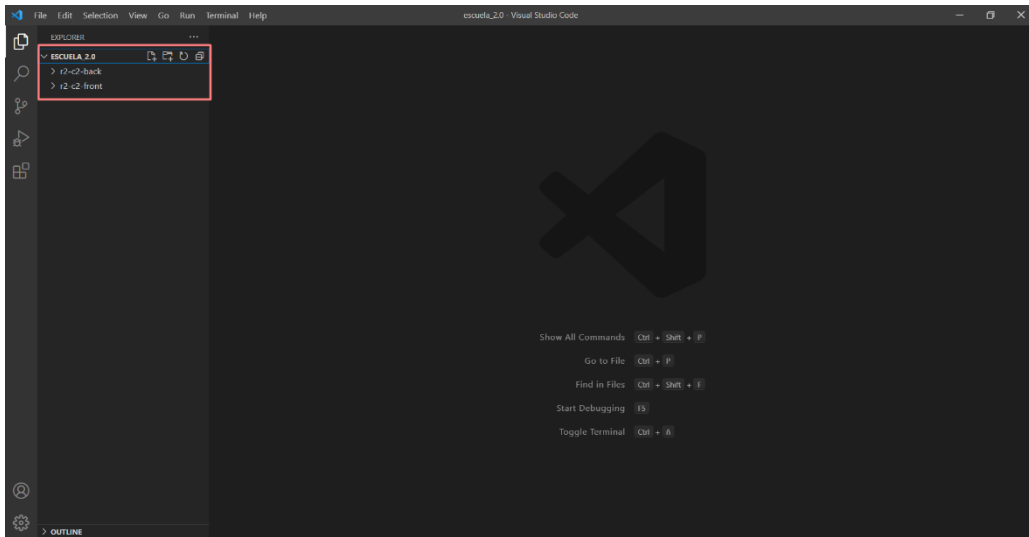 File Edit Selection View Go Run Terminal Help
escuela_2.0 - Visual Studio Code
EXPLORER
ESCUELA_2.0
r2-c2-back
r2-c2-front
Show All Commands Ctrl + Shift + P
Go to File Ctrl + P
Find in Files Ctrl + Shift + F
Start Debugging F5
Toggle Terminal Ctrl + Ñ
OUTLINE